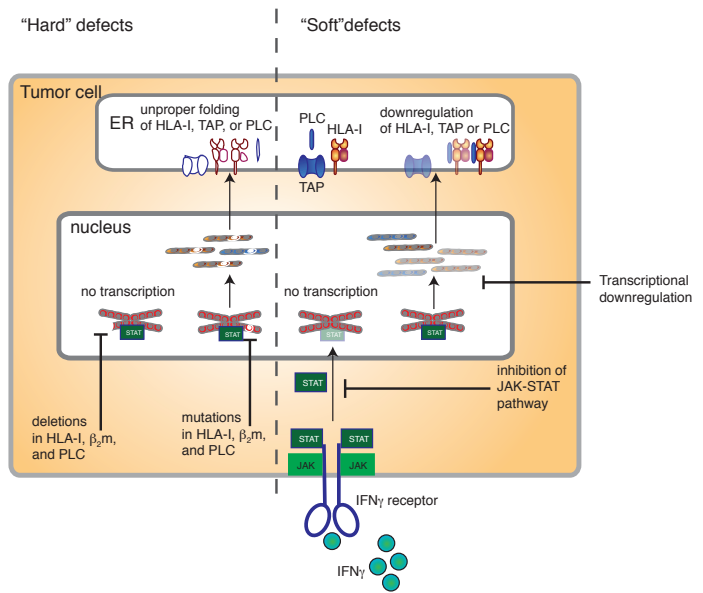 “Hard” defects
“Soft”defects
Tumor cell
ER
unproper folding
of HLA-I, TAP, or PLC
PLC
HLA-I
TAP
downregulation
of HLA-I, TAP or PLC
nucleus
no transcription
STAT
STAT
no transcription
STAT
STAT
Transcriptional
downregulation
deletions
in HLA-I, β₂m,
and PLC
mutations
in HLA-I, β₂m,
and PLC
STAT
inhibition of
JAK-STAT
pathway
STAT
STAT
JAK
JAK
IFNγ receptor
IFNγ